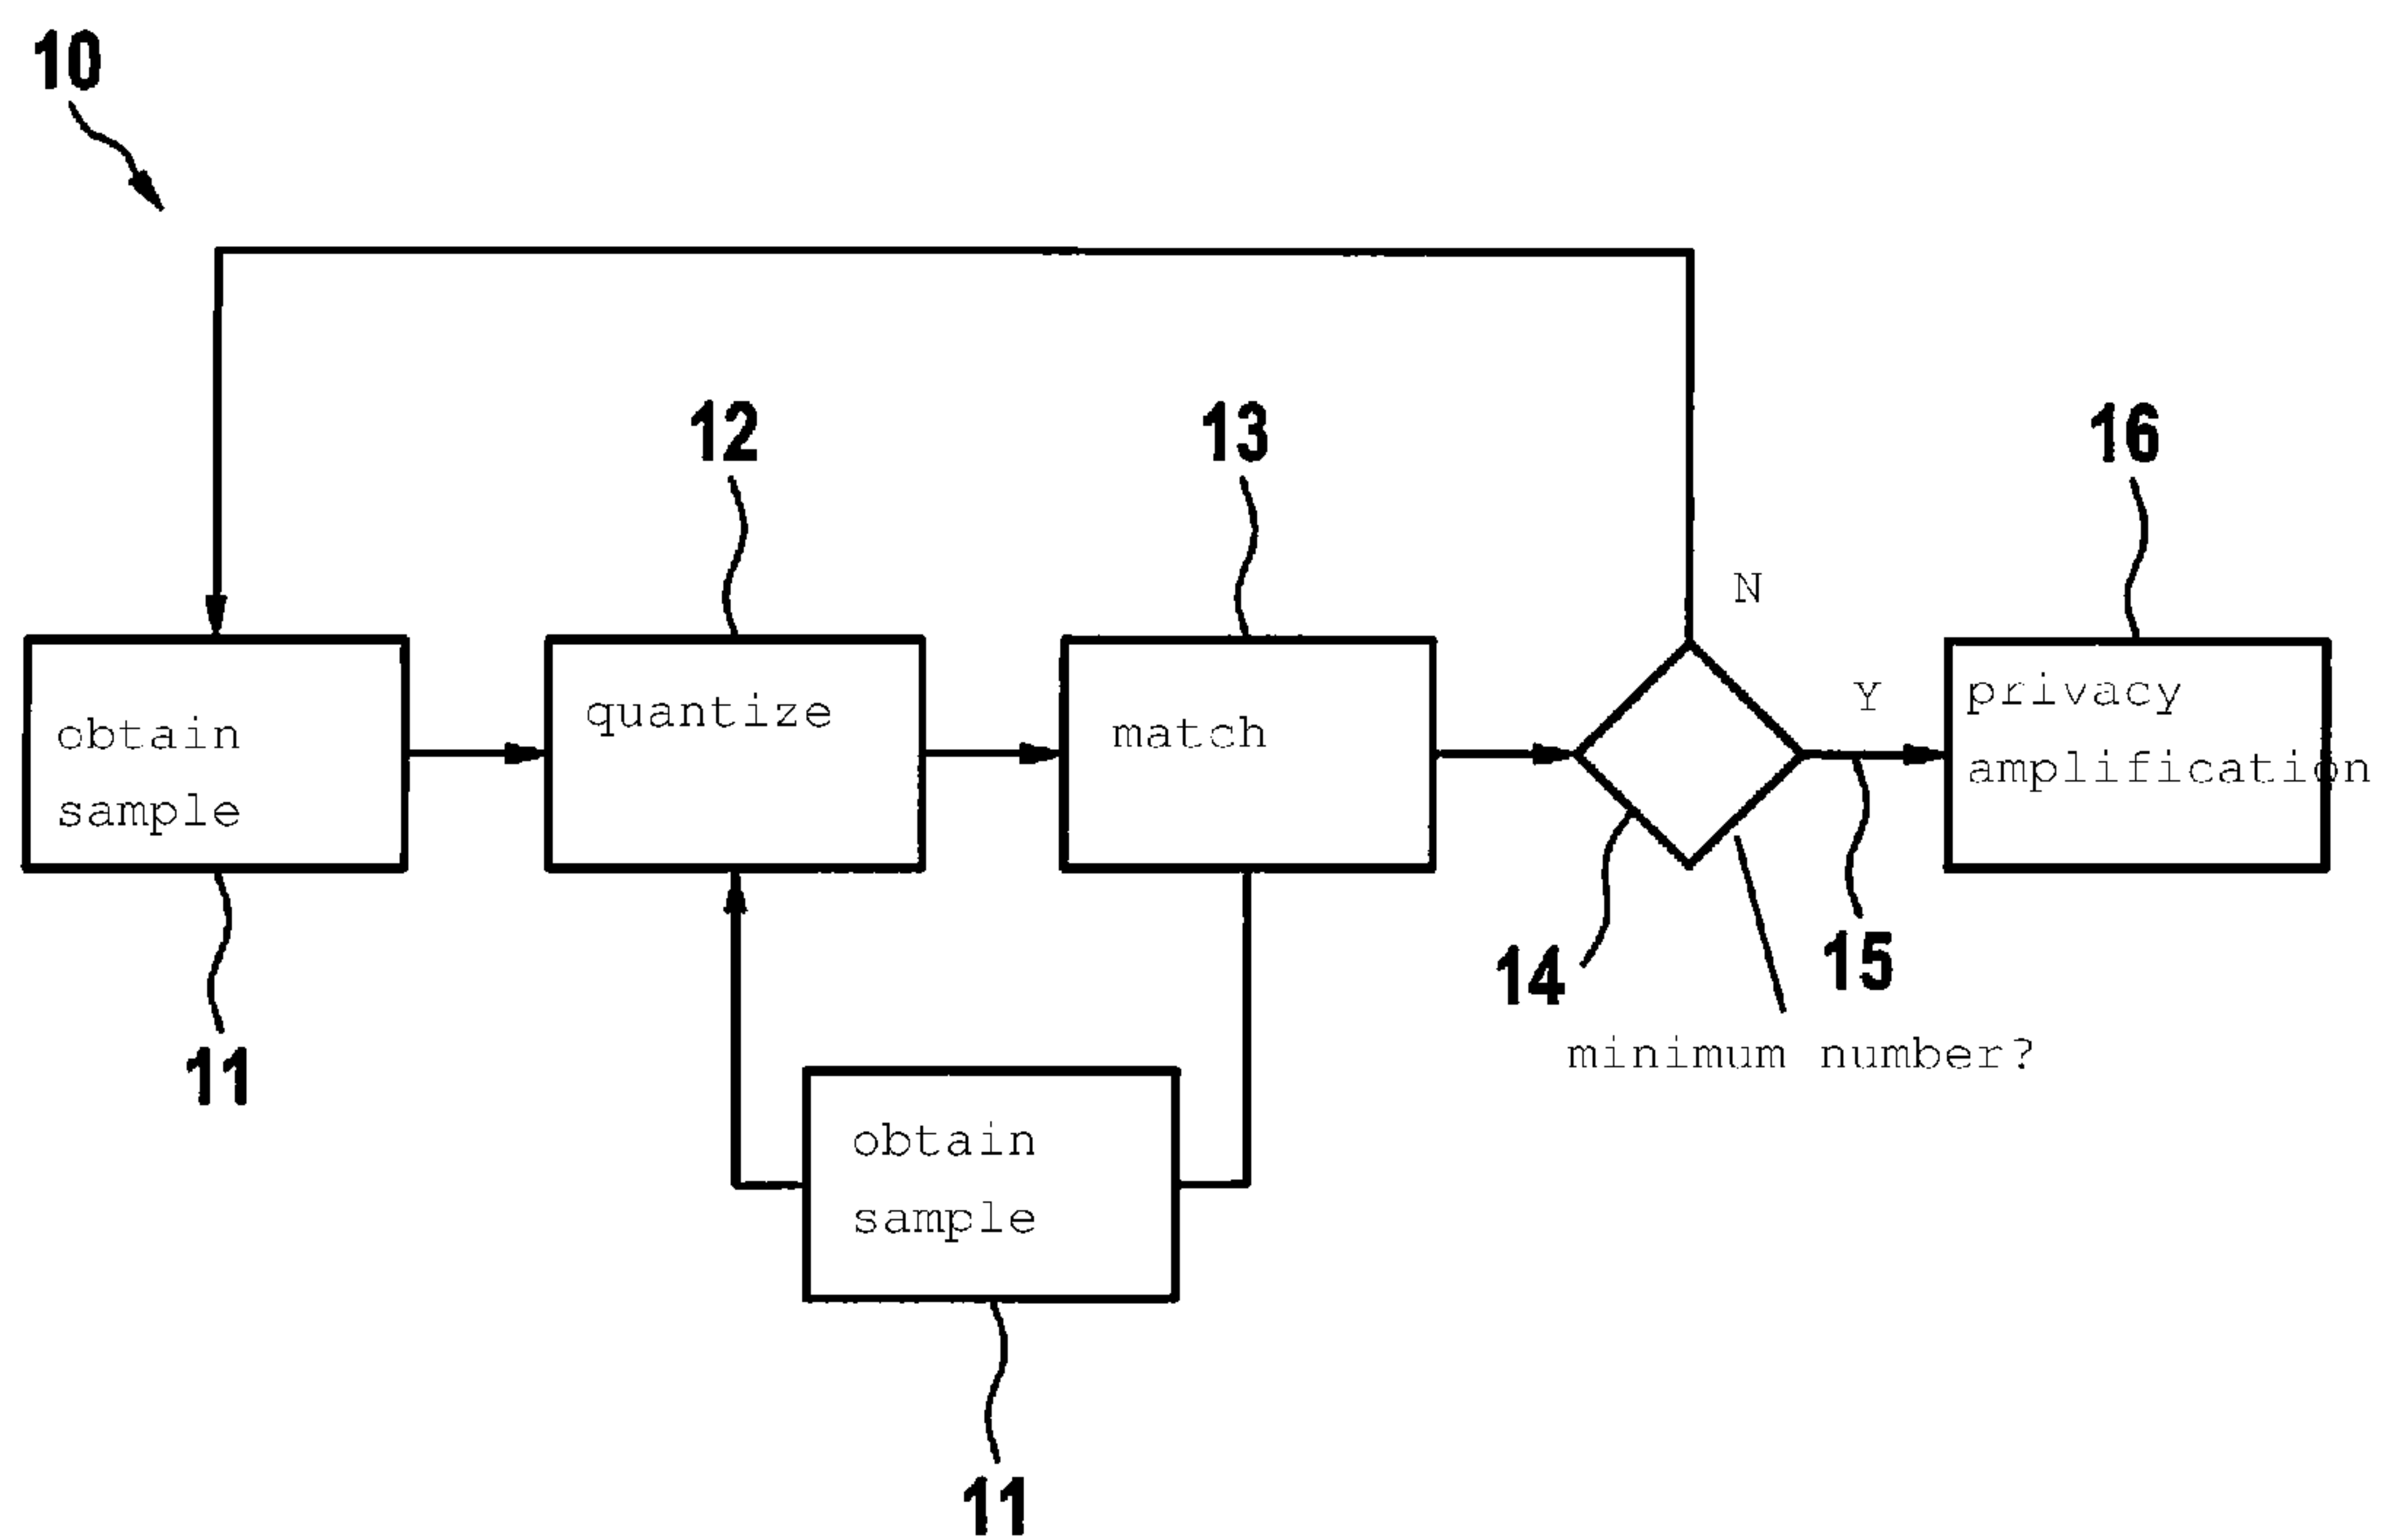 10
12
13
16
N
Y
obtain
sample
quantize
match
privacy
amplification
11
14
15
minimum number?
obtain
sample
11